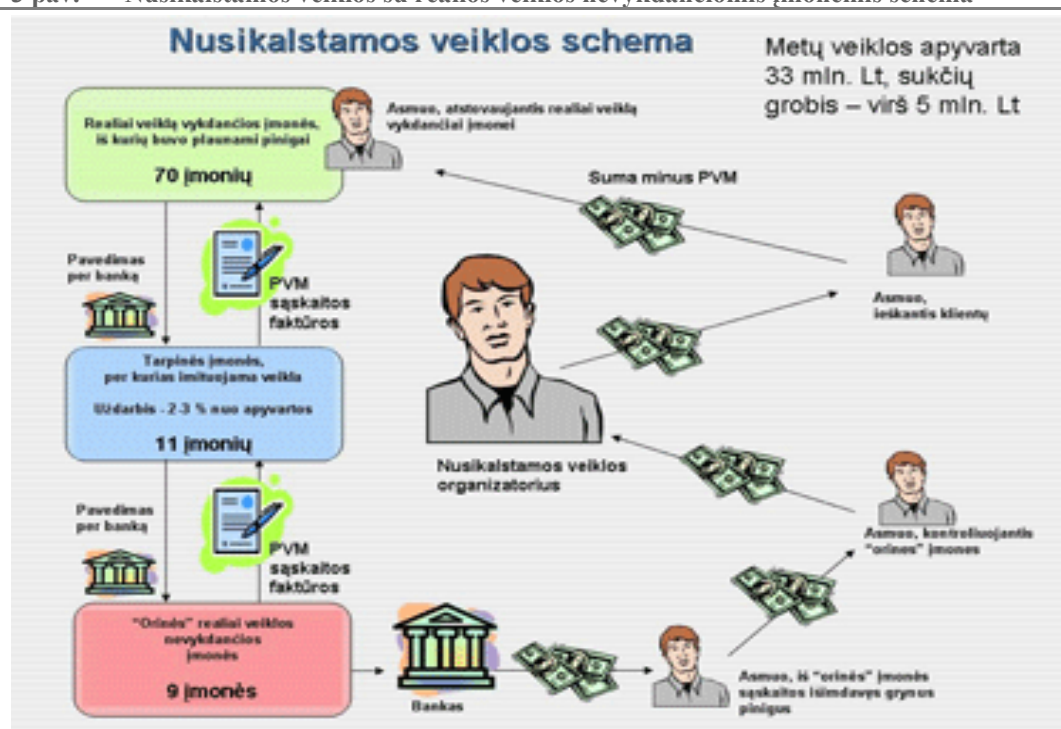 Nusikalstamos veiklos schema
Metų veiklos apyvarta
33 mln. Lt, sukčių
grobis – virš 5 mln. Lt
Realiai veiklą vykdančios įmonės,
iš kurių buvo plaunami pinigai
70 įmonių
Asmuo, atstovaujantis realiai veiklą
vykdančiai įmonei
Suma minus PVM
Pavedimas
per banką
PVM
sąskaitos
faktūros
Asmuo,
ieškantis klientų
Tarpinės įmonės,
per kurias imituojama veikla
Uždarbis - 2-3 % nuo apyvartos
11 įmonių
Nusikalstamos veiklos
organizatorius
Pavedimas
per banką
PVM
sąskaitos
faktūros
Asmuo, kontroliuojantis
"orines" įmones
"Orinės" realiai veiklos
nevykdančios
įmonės
9 įmonės
Bankas
Asmuo, iš "orinės" įmonės
sąskaitos išimdavęs grynus
pinigus